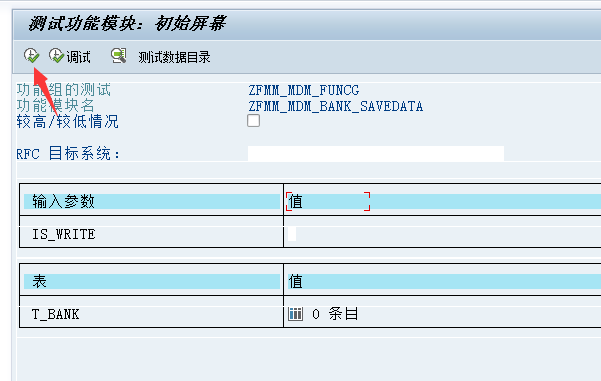 测试功能模块：初始屏幕
调试 测试数据目录
功能组的测试 ZFMM_MDM_FUNCG
功能模块名 ZFMM_MDM_BANK_SAVEDATA
较高/较低情况
RFC 目标系统：
输入参数 值
IS_WRITE
表 值
T_BANK 0 条目